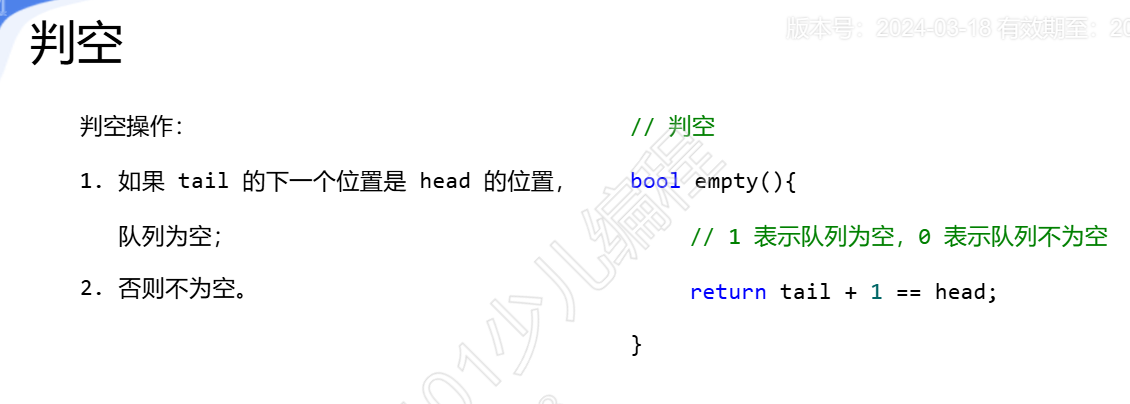 版本号：2024-03-18 有效期至：20
判空
判空操作：
1. 如果 tail 的下一个位置是 head 的位置，
队列为空；
2. 否则不为空。
// 判空
bool empty(){
// 1 表示队列为空，0 表示队列不为空
return tail + 1 == head;
}
101少儿编程